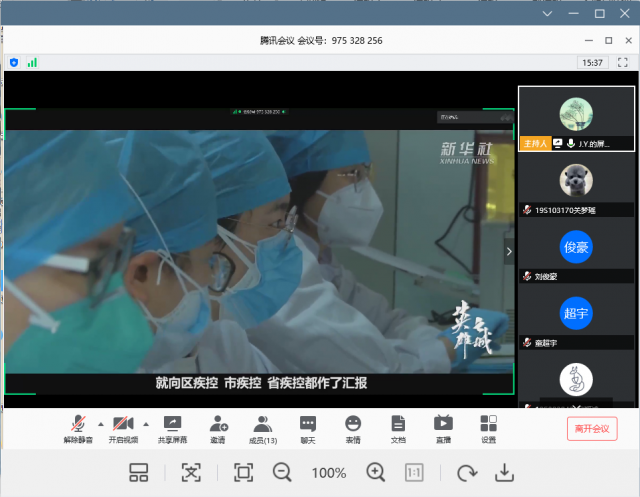 腾讯会议 会议号：975 328 256
15:37
新华社
XINHUA NEWS
英雄之城
就向区疾控 市疾控 省疾控都作了汇报
主持人 J.Y.的屏...
19S103170关梦瑶
俊豪
刘俊豪
超宇
童超宇
解除静音
开启视频
共享屏幕
邀请
成员(13)
聊天
表情
文档
直播
设置
离开会议
100%
1:1